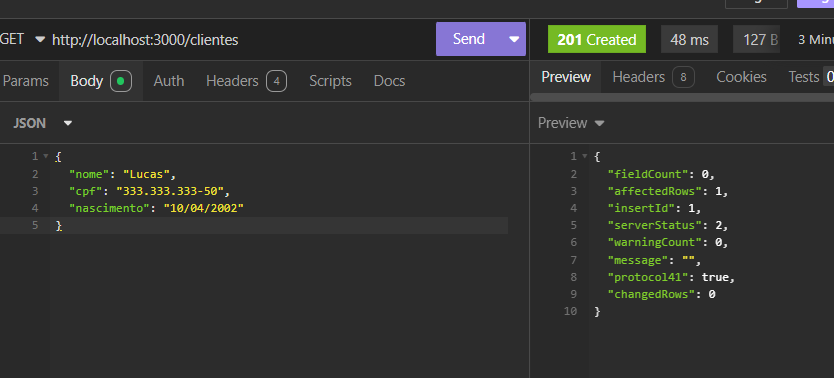 GET http://localhost:3000/clientes Send 201 Created 48 ms 127 B 3 Minu
Params Body Auth Headers 4 Scripts Docs Preview Headers 8 Cookies Tests 0
JSON Preview
1 {
2 "nome": "Lucas",
3 "cpf": "333.333.333-50",
4 "nascimento": "10/04/2002"
5 }
1 {
2 "fieldCount": 0,
3 "affectedRows": 1,
4 "insertId": 1,
5 "serverStatus": 2,
6 "warningCount": 0,
7 "message": "",
8 "protocol41": true,
9 "changedRows": 0
10 }